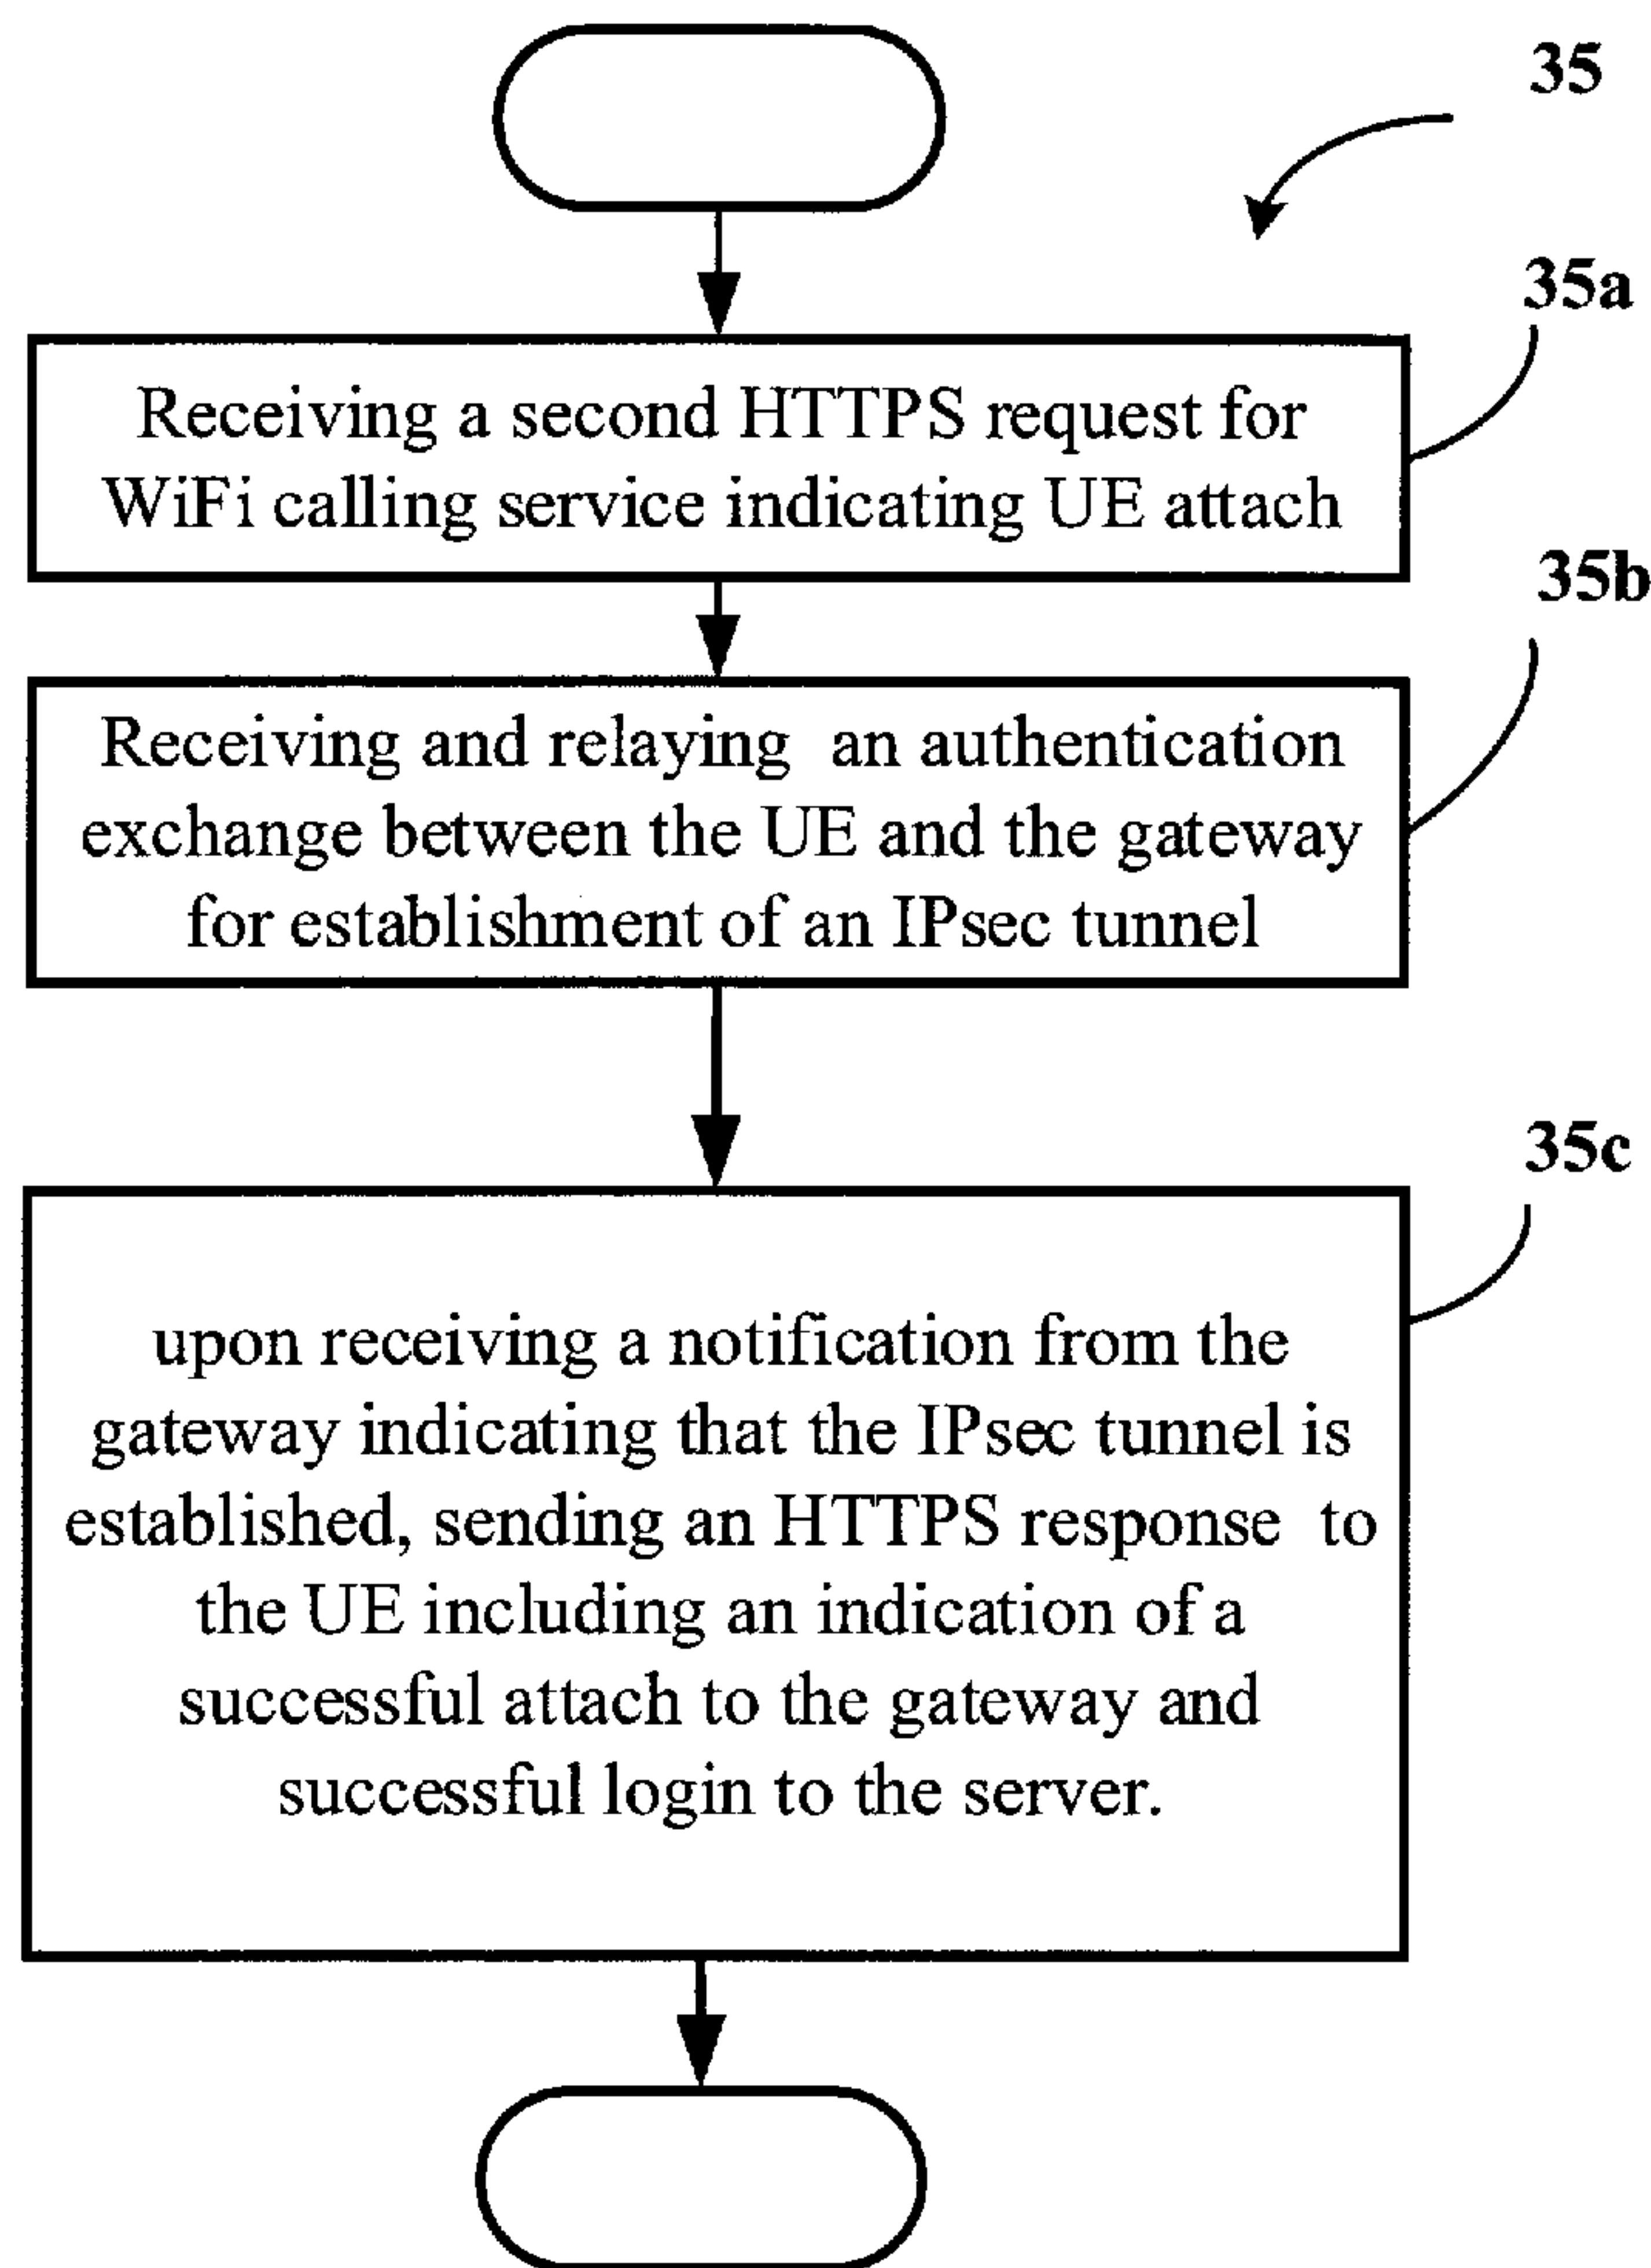 35
35a
Receiving a second HTTPS request for
WiFi calling service indicating UE attach
35b
Receiving and relaying an authentication
exchange between the UE and the gateway
for establishment of an IPsec tunnel
35c
upon receiving a notification from the
gateway indicating that the IPsec tunnel is
established, sending an HTTPS response to
the UE including an indication of a
successful attach to the gateway and
successful login to the server.